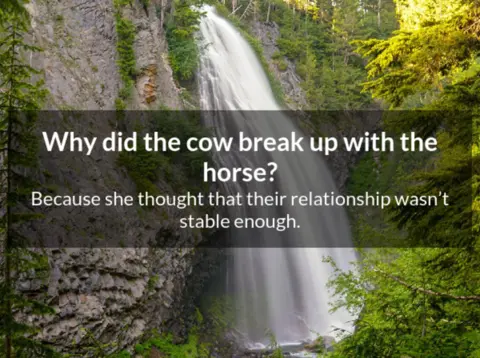 Why did the cow break up with the
horse?
Because she thought that their relationship wasn't
stable enough.